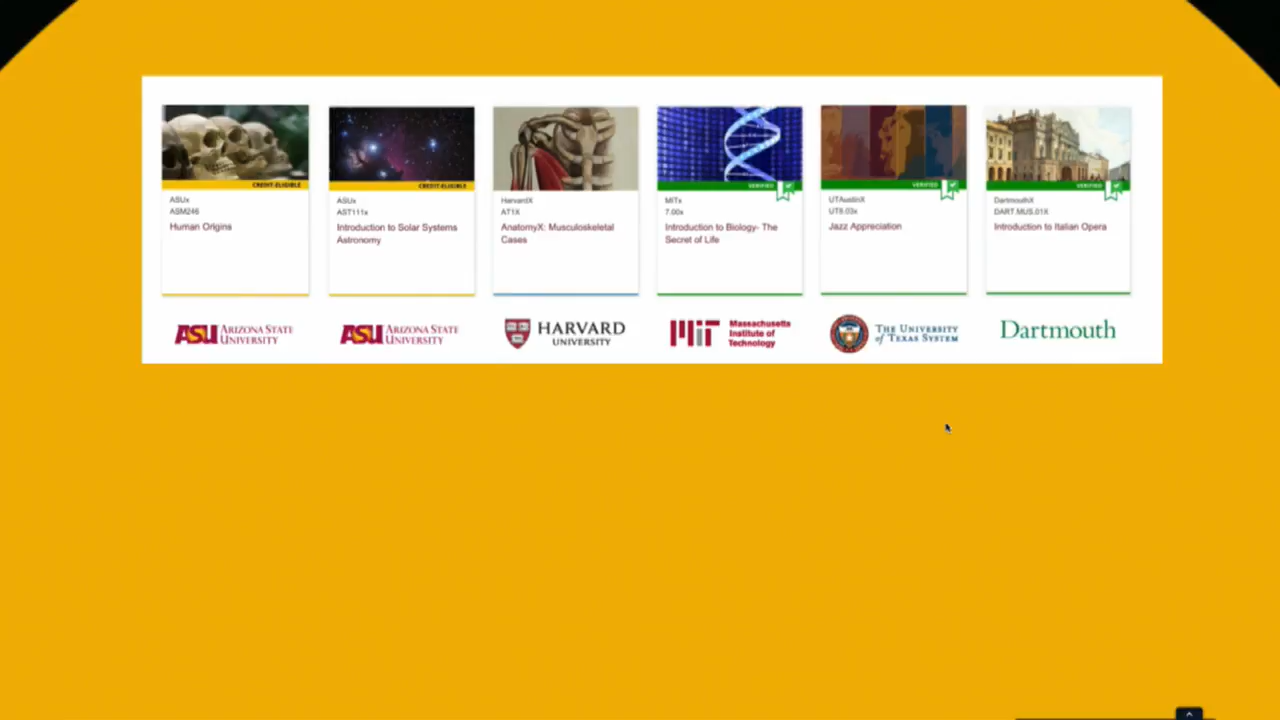 CREDIT-ELIGIBLE
ASUx
ASM246
Human Origins
ASU ARIZONA STATE
UNIVERSITY
CREDIT-ELIGIBLE
ASUx
AST111x
Introduction to Solar Systems
Astronomy
ASU ARIZONA STATE
UNIVERSITY
HarvardX
AT1X
AnatomyX: Musculoskeletal
Cases
HARVARD
UNIVERSITY
VERIFIED
MITx
7.00x
Introduction to Biology- The
Secret of Life
MIT
Massachusetts
Institute of
Technology
VERIFIED
UTAustinX
UT8.03x
Jazz Appreciation
THE UNIVERSITY
of TEXAS SYSTEM
VERIFIED
DartmouthX
DART.MUS.01X
Introduction to Italian Opera
Dartmouth